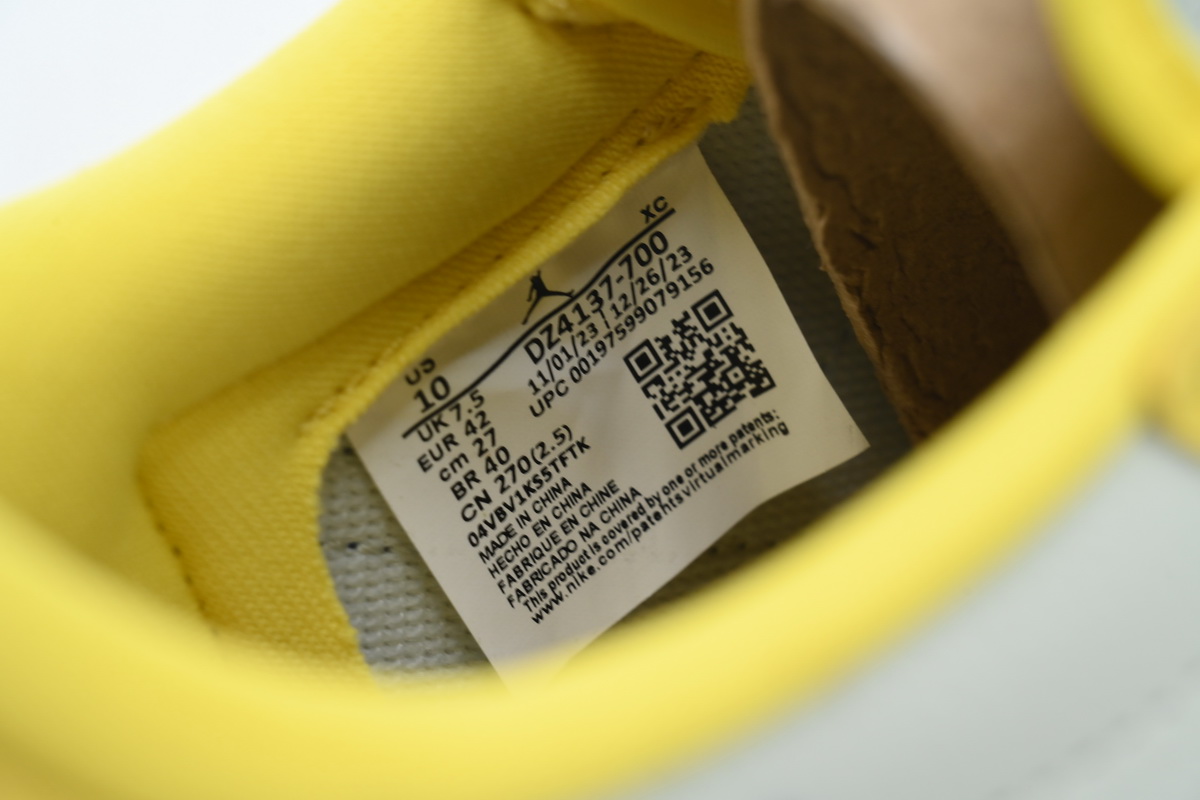 XC
US
10
UK 7.5
EUR 42
cm 27
BR 40
CN 270(2.5)
DZ4137-700
11/01/23 | 12/26/23
UPC 00197599079156
04VBV1K55TFTK
MADE IN CHINA
HECHO EN CHINA
FABRIQUE EN CHINE
FABRICADO NA CHINA
This product is covered by one or more patents:
www.nike.com/patentsvirtualmarking